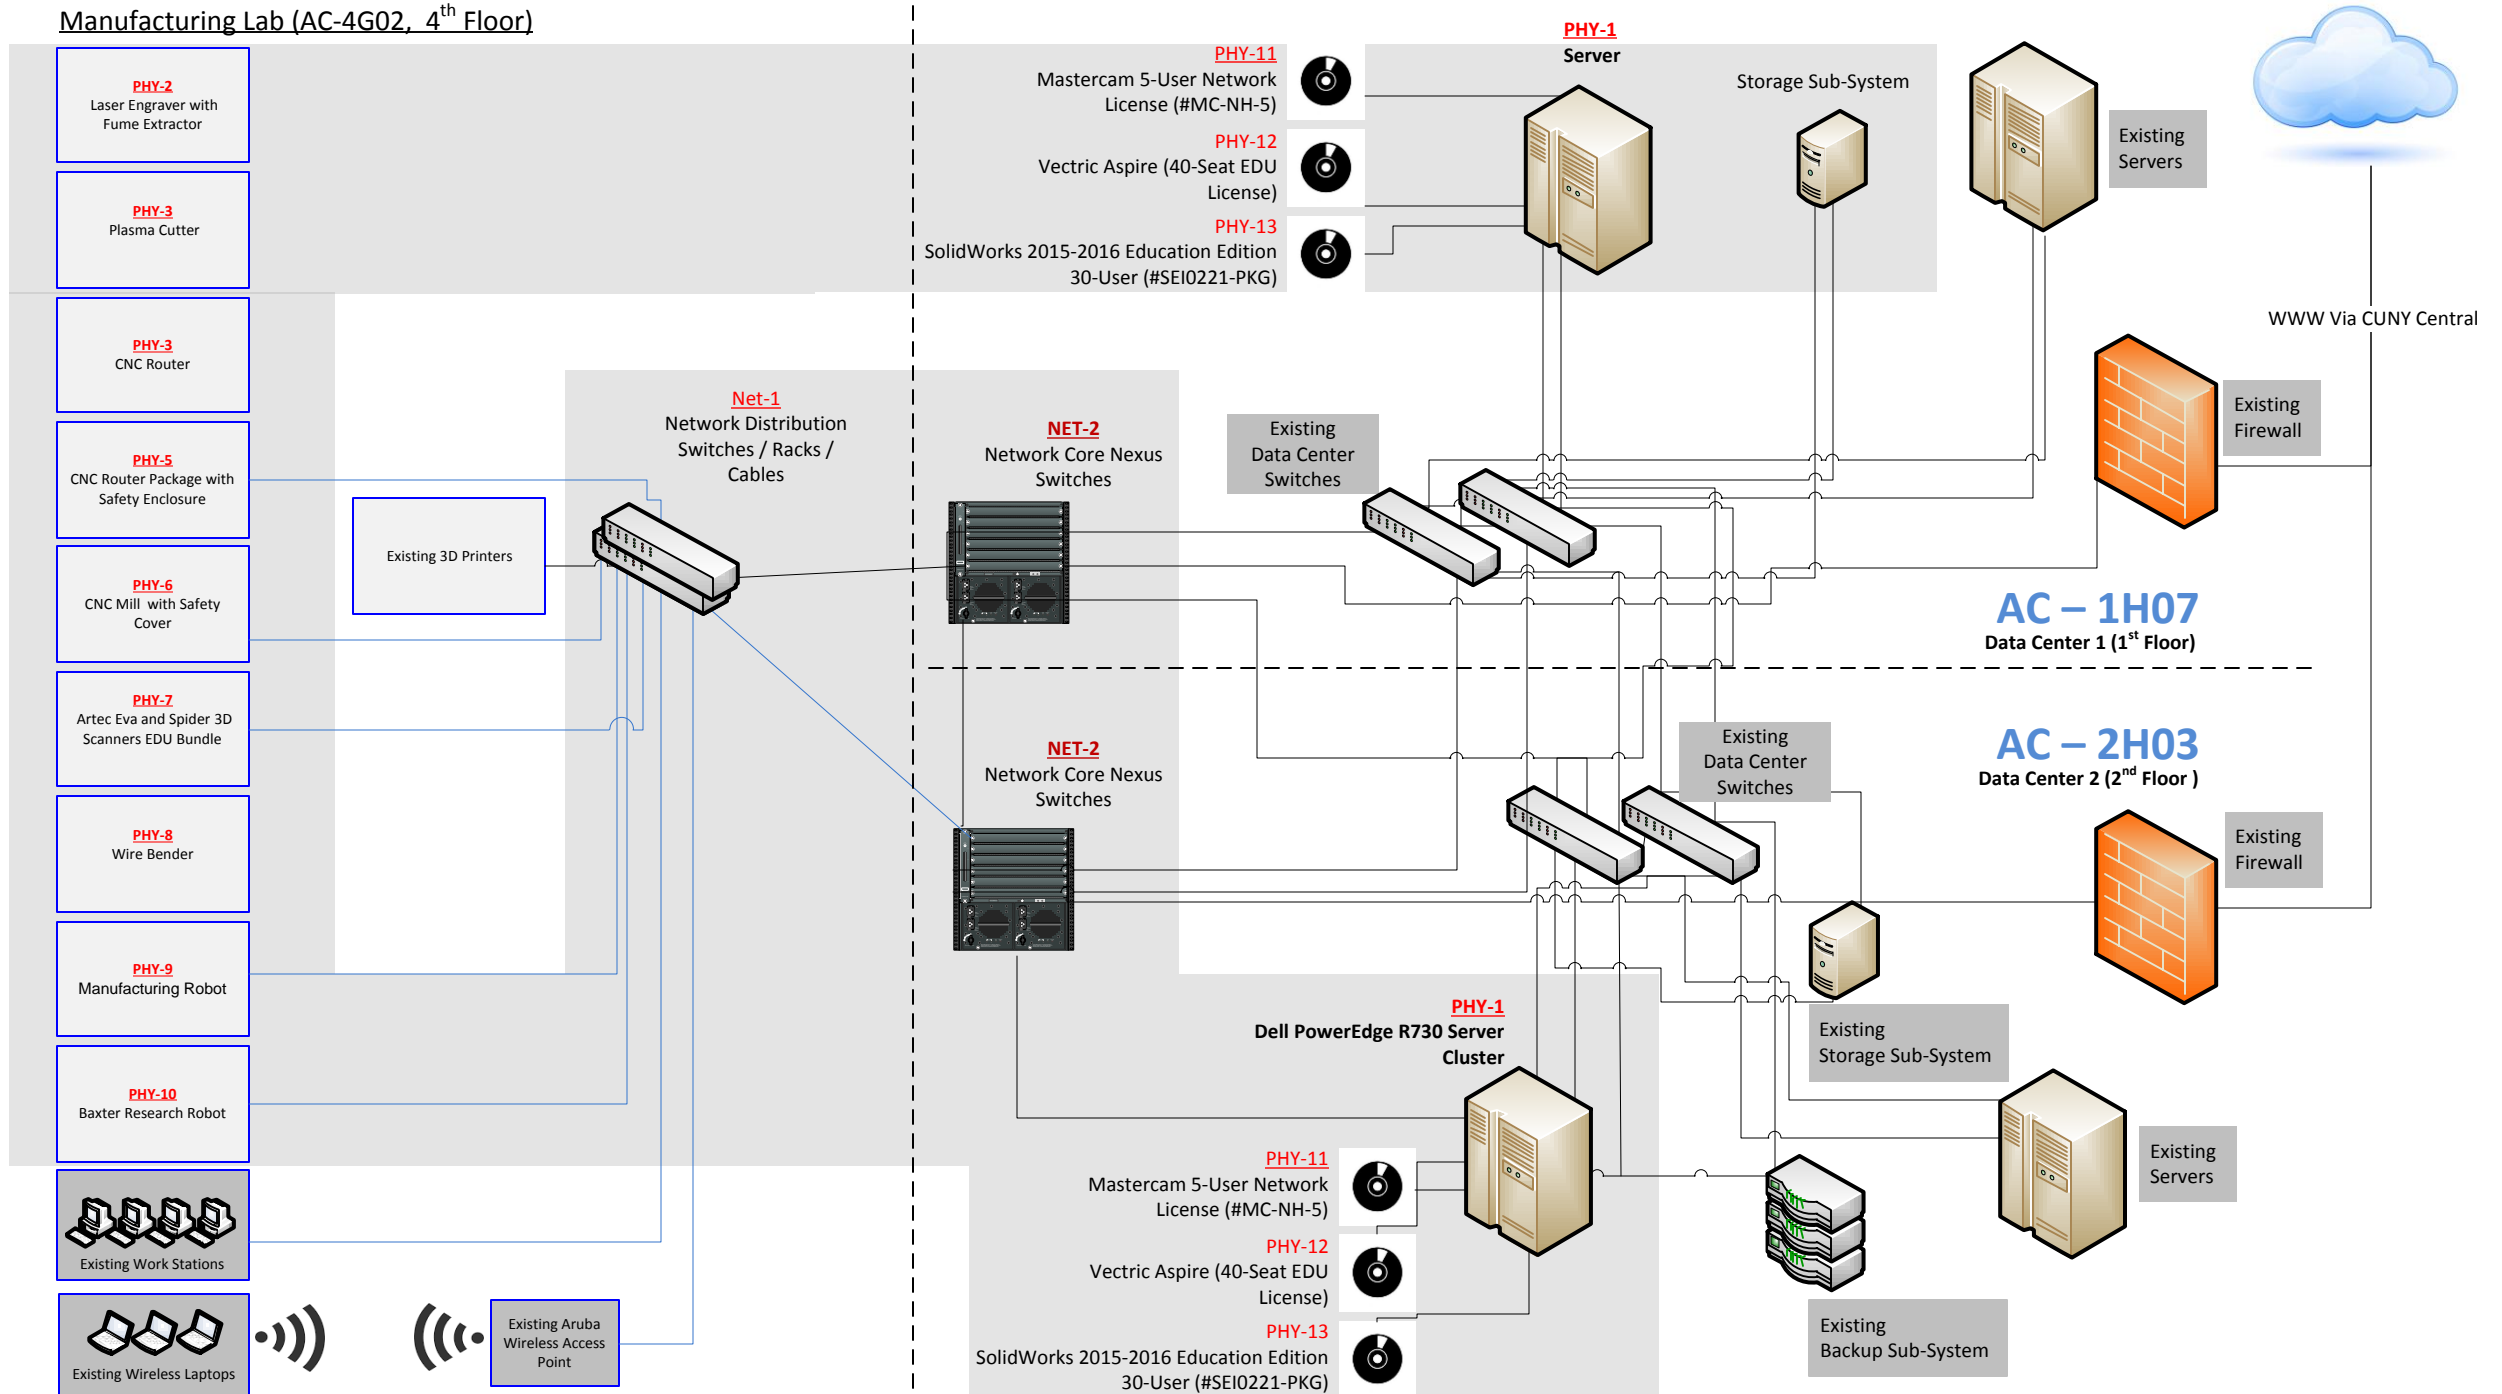 Manufacturing Lab (AC-4G02, 4th Floor)
PHY-2
Laser Engraver with
Fume Extractor
PHY-3
Plasma Cutter
PHY-3
CNC Router
PHY-5
CNC Router Package with
Safety Enclosure
PHY-6
CNC Mill with Safety
Cover
PHY-7
Artec Eva and Spider 3D
Scanners EDU Bundle
PHY-8
Wire Bender
PHY-9
Manufacturing Robot
PHY-10
Baxter Research Robot
Existing Work Stations
Existing Wireless Laptops
Existing 3D Printers
Existing Aruba
Wireless Access
Point
Net-1
Network Distribution
Switches / Racks /
Cables
PHY-11
Mastercam 5-User Network
License (#MC-NH-5)
PHY-12
Vectric Aspire (40-Seat EDU
License)
PHY-13
SolidWorks 2015-2016 Education Edition
30-User (#SEI0221-PKG)
PHY-1
Server
Storage Sub-System
Existing
Servers
WWW Via CUNY Central
NET-2
Network Core Nexus
Switches
Existing
Data Center
Switches
Existing
Firewall
AC – 1H07
Data Center 1 (1st Floor)
AC – 2H03
Data Center 2 (2nd Floor )
NET-2
Network Core Nexus
Switches
Existing
Data Center
Switches
Existing
Firewall
PHY-1
Dell PowerEdge R730 Server
Cluster
Existing
Storage Sub-System
Existing
Servers
PHY-11
Mastercam 5-User Network
License (#MC-NH-5)
PHY-12
Vectric Aspire (40-Seat EDU
License)
PHY-13
SolidWorks 2015-2016 Education Edition
30-User (#SEI0221-PKG)
Existing
Backup Sub-System